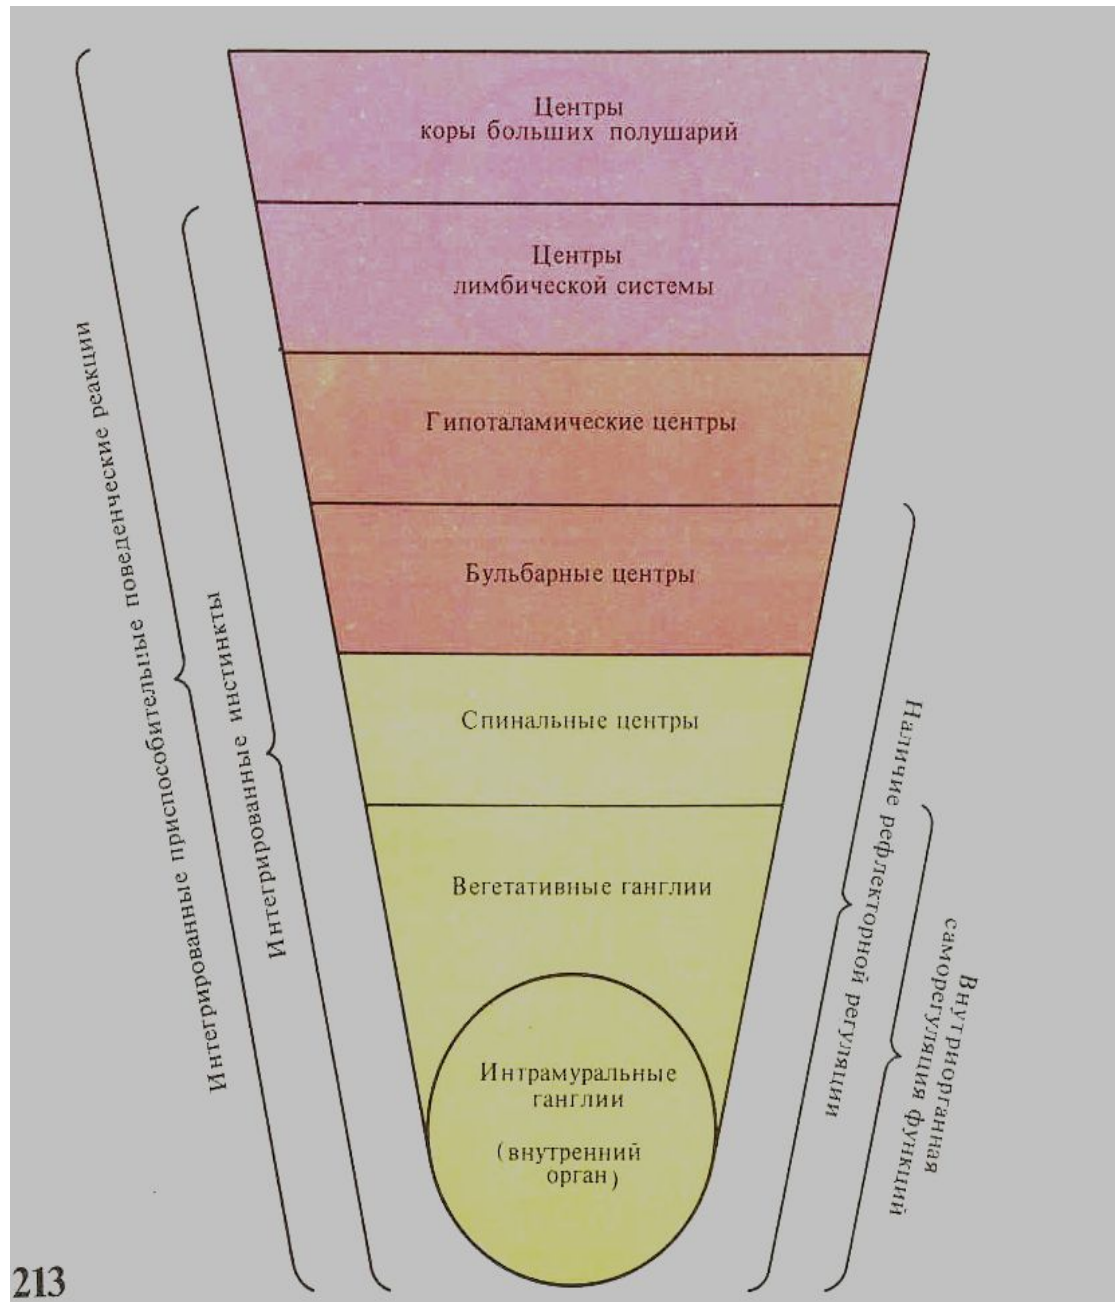 Центры
коры больших полушарий
Центры
лимбической системы
Гипоталамические центры
Бульбарные центры
Спинальные центры
Вегетативные ганглии
Интрамуральные
ганглии
(внутренний
орган)
Интегрированные приспособительные поведенческие реакции
Интегрированные инстинкты
Наличие рефлекторной регуляции
Внутриорганная
саморегуляция функций
213